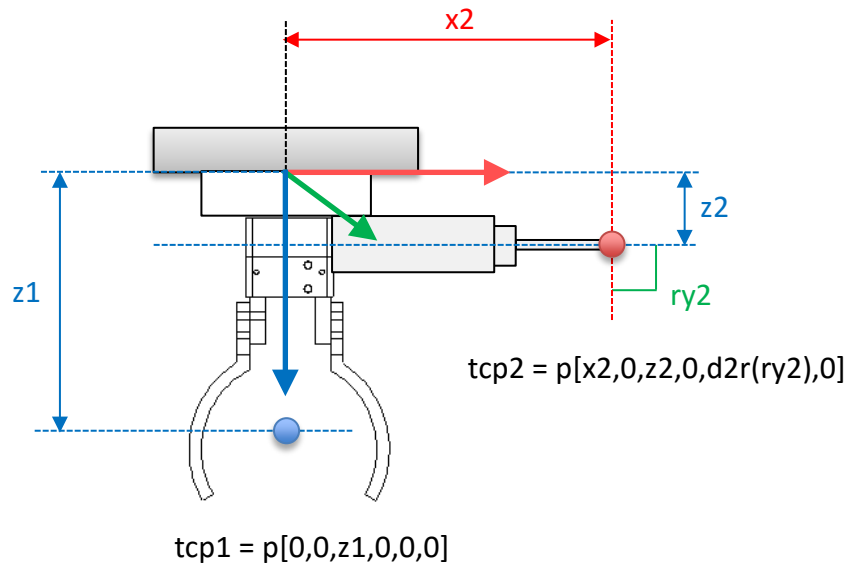 x2
z2
z1
ry2
tcp2 = p[x2,0,z2,0,d2r(ry2),0]
tcp1 = p[0,0,z1,0,0,0]